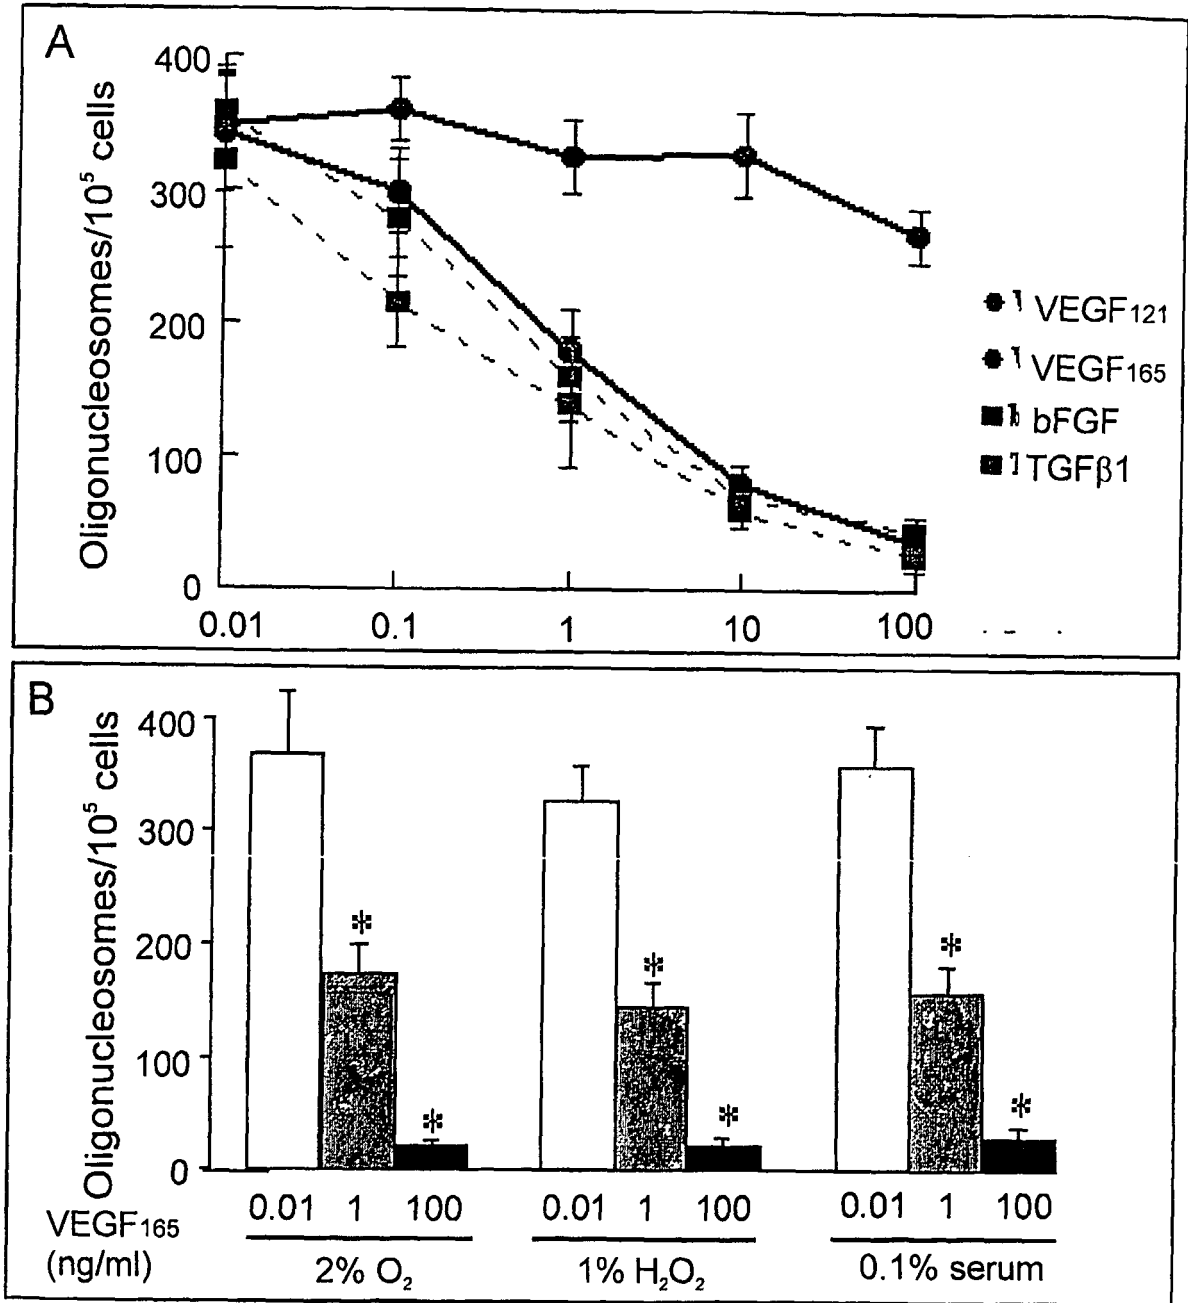 A
Oligonucleosomes/10⁵ cells
400
300
200
100
0
0.01 0.1 1 10 100
VEGF₁₂₁
VEGF₁₆₅
bFGF
TGFβ1
B
Oligonucleosomes/10⁵ cells
400
300
200
100
0
* * *
* * *
VEGF₁₆₅
(ng/ml)
0.01 1 100 0.01 1 100 0.01 1 100
2% O₂ 1% H₂O₂ 0.1% serum